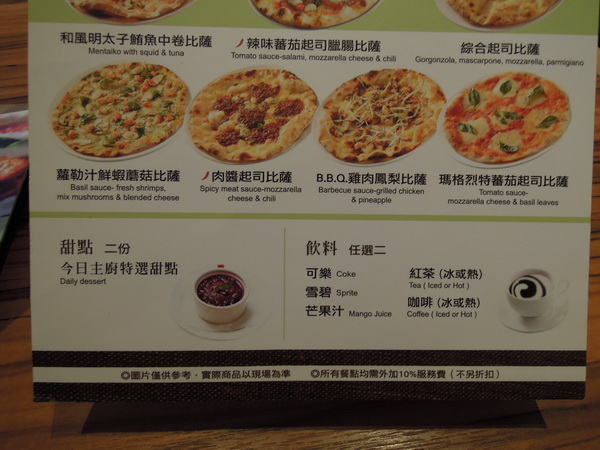 和風明太子鮪魚中卷比薩
Mentaiko with squid & tuna
辣味蕃茄起司臘腸比薩
Tomato sauce-salami, mozzarella cheese & chili
綜合起司比薩
Gorgonzola, mascarpone, mozzarella, parmigiano
蘿勒汁鮮蝦蘑菇比薩
Basil sauce- fresh shrimps,
mix mushrooms & blended cheese
肉醬起司比薩
Spicy meat sauce-mozzarella
cheese & chili
B.B.Q.雞肉鳳梨比薩
Barbecue sauce-grilled chicken
& pineapple
瑪格烈特蕃茄起司比薩
Tomato sauce-
mozzarella cheese & basil leaves
甜點 二份
今日主廚特選甜點
Daily dessert
飲料 任選二
可樂 Coke
雪碧 Sprite
芒果汁 Mango Juice
紅茶 (冰或熱)
Tea ( Iced or Hot )
咖啡 (冰或熱)
Coffee ( Iced or Hot )
◎圖片僅供參考，實際商品以現場為準 ◎所有餐點均需外加10%服務費（不另折扣）